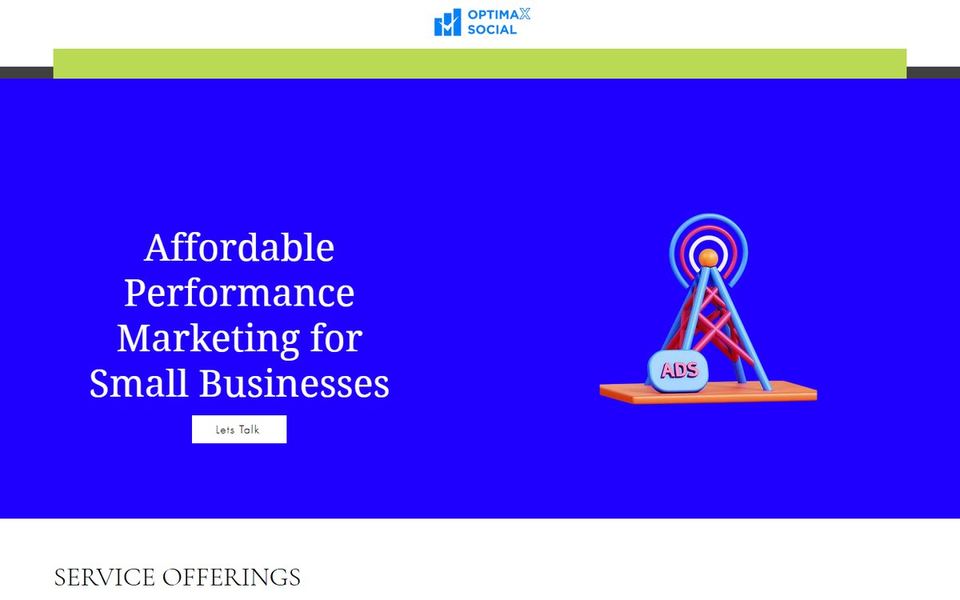 OPTIMAX
SOCIAL
Affordable
Performance
Marketing for
Small Businesses
Lets Talk
ADS
SERVICE OFFERINGS